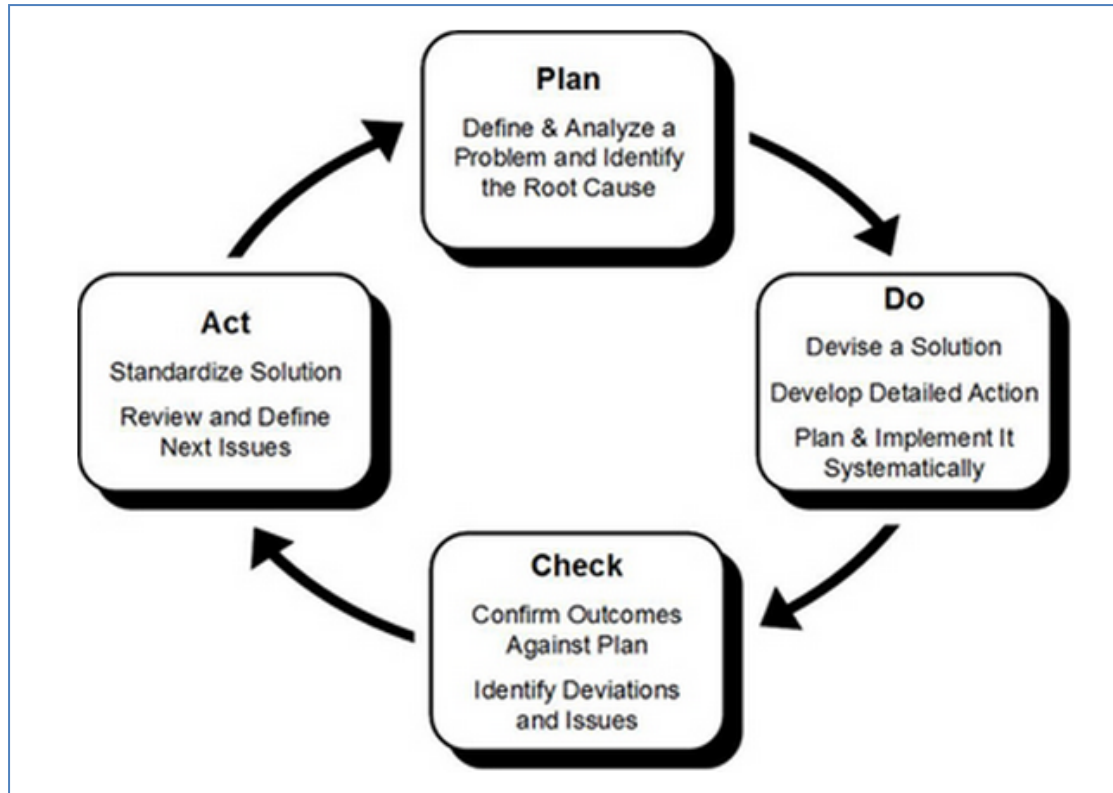 Plan
Define & Analyze a
Problem and Identify
the Root Cause
Do
Devise a Solution
Develop Detailed Action
Plan & Implement It
Systematically
Check
Confirm Outcomes
Against Plan
Identify Deviations
and Issues
Act
Standardize Solution
Review and Define
Next Issues